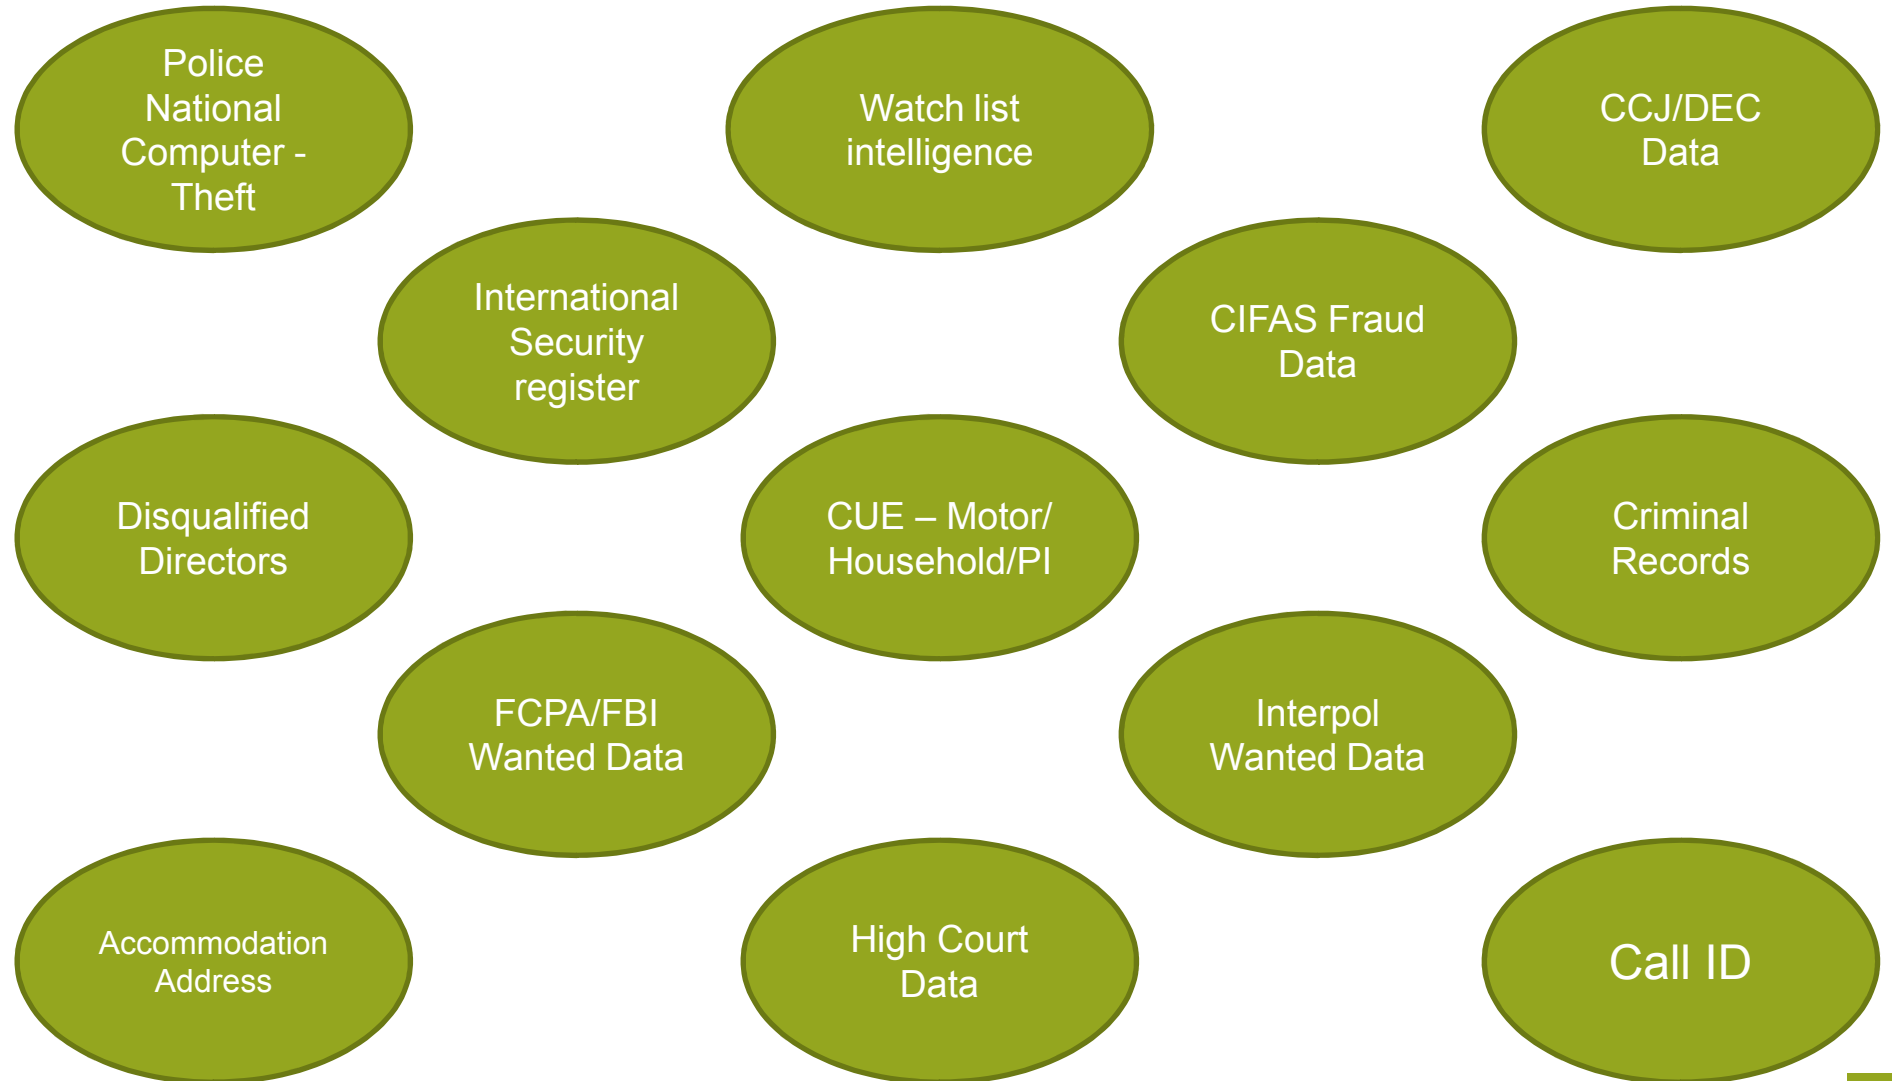 Police
National
Computer -
Theft
Watch list
intelligence
CCJ/DEC
Data
International
Security
register
CIFAS Fraud
Data
Disqualified
Directors
CUE – Motor/
Household/PI
Criminal
Records
FCPA/FBI
Wanted Data
Interpol
Wanted Data
Accommodation
Address
High Court
Data
Call ID